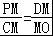 PM/CM = DM/MO